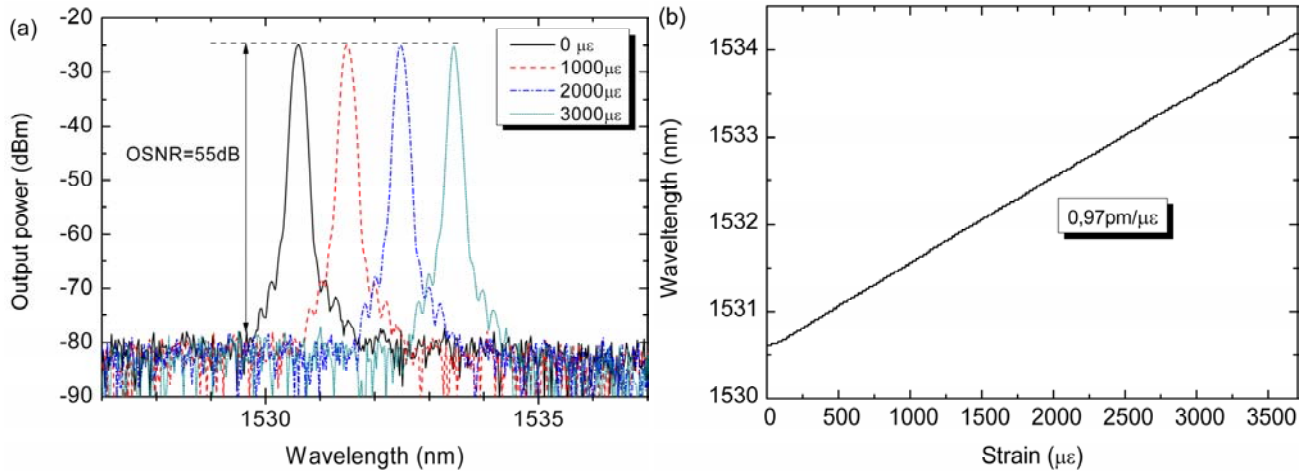 (a)
-20
-30
-40
-50
-60
-70
-80
-90
Output power (dBm)
OSNR=55dB
0 με
1000με
2000με
3000με
1530
1535
Wavelength (nm)
(b)
1534
1533
1532
1531
1530
Waveltength (nm)
0,97pm/με
0
500
1000
1500
2000
2500
3000
3500
Strain (με)